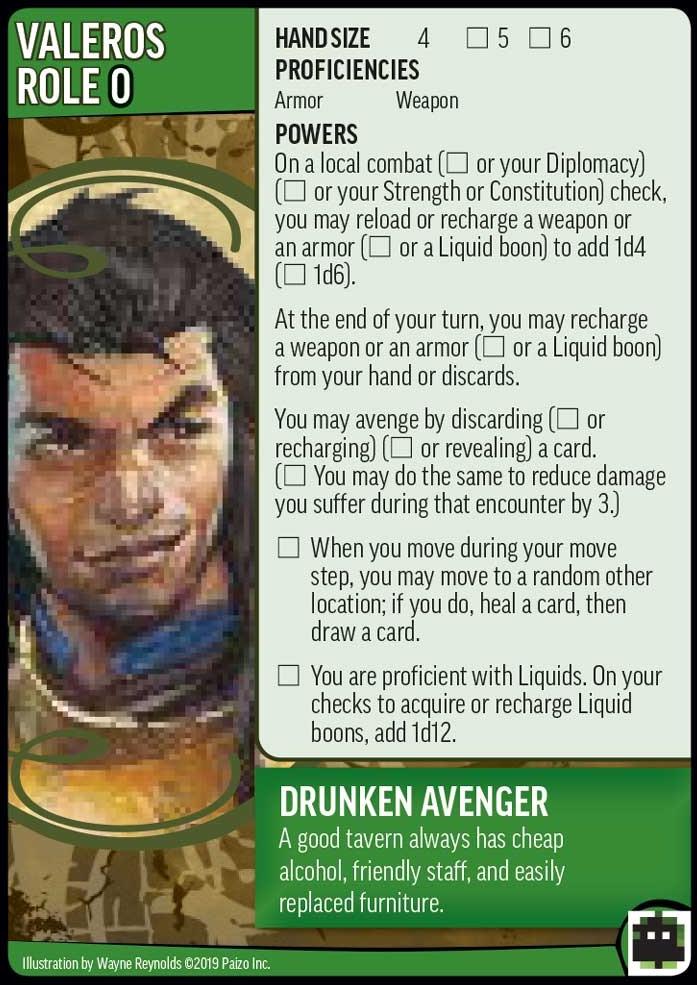 VALEROS
ROLE 0
HAND SIZE 4 ☐ 5 ☐ 6
PROFICIENCIES
Armor Weapon
POWERS
On a local combat (☐ or your Diplomacy)
(☐ or your Strength or Constitution) check,
you may reload or recharge a weapon or
an armor (☐ or a Liquid boon) to add 1d4
(☐ 1d6).
At the end of your turn, you may recharge
a weapon or an armor (☐ or a Liquid boon)
from your hand or discards.
You may avenge by discarding (☐ or
recharging) (☐ or revealing) a card.
(☐ You may do the same to reduce damage
you suffer during that encounter by 3.)
☐ When you move during your move
step, you may move to a random other
location; if you do, heal a card, then
draw a card.
☐ You are proficient with Liquids. On your
checks to acquire or recharge Liquid
boons, add 1d12.
DRUNKEN AVENGER
A good tavern always has cheap
alcohol, friendly staff, and easily
replaced furniture.
Illustration by Wayne Reynolds ©2019 Paizo Inc.